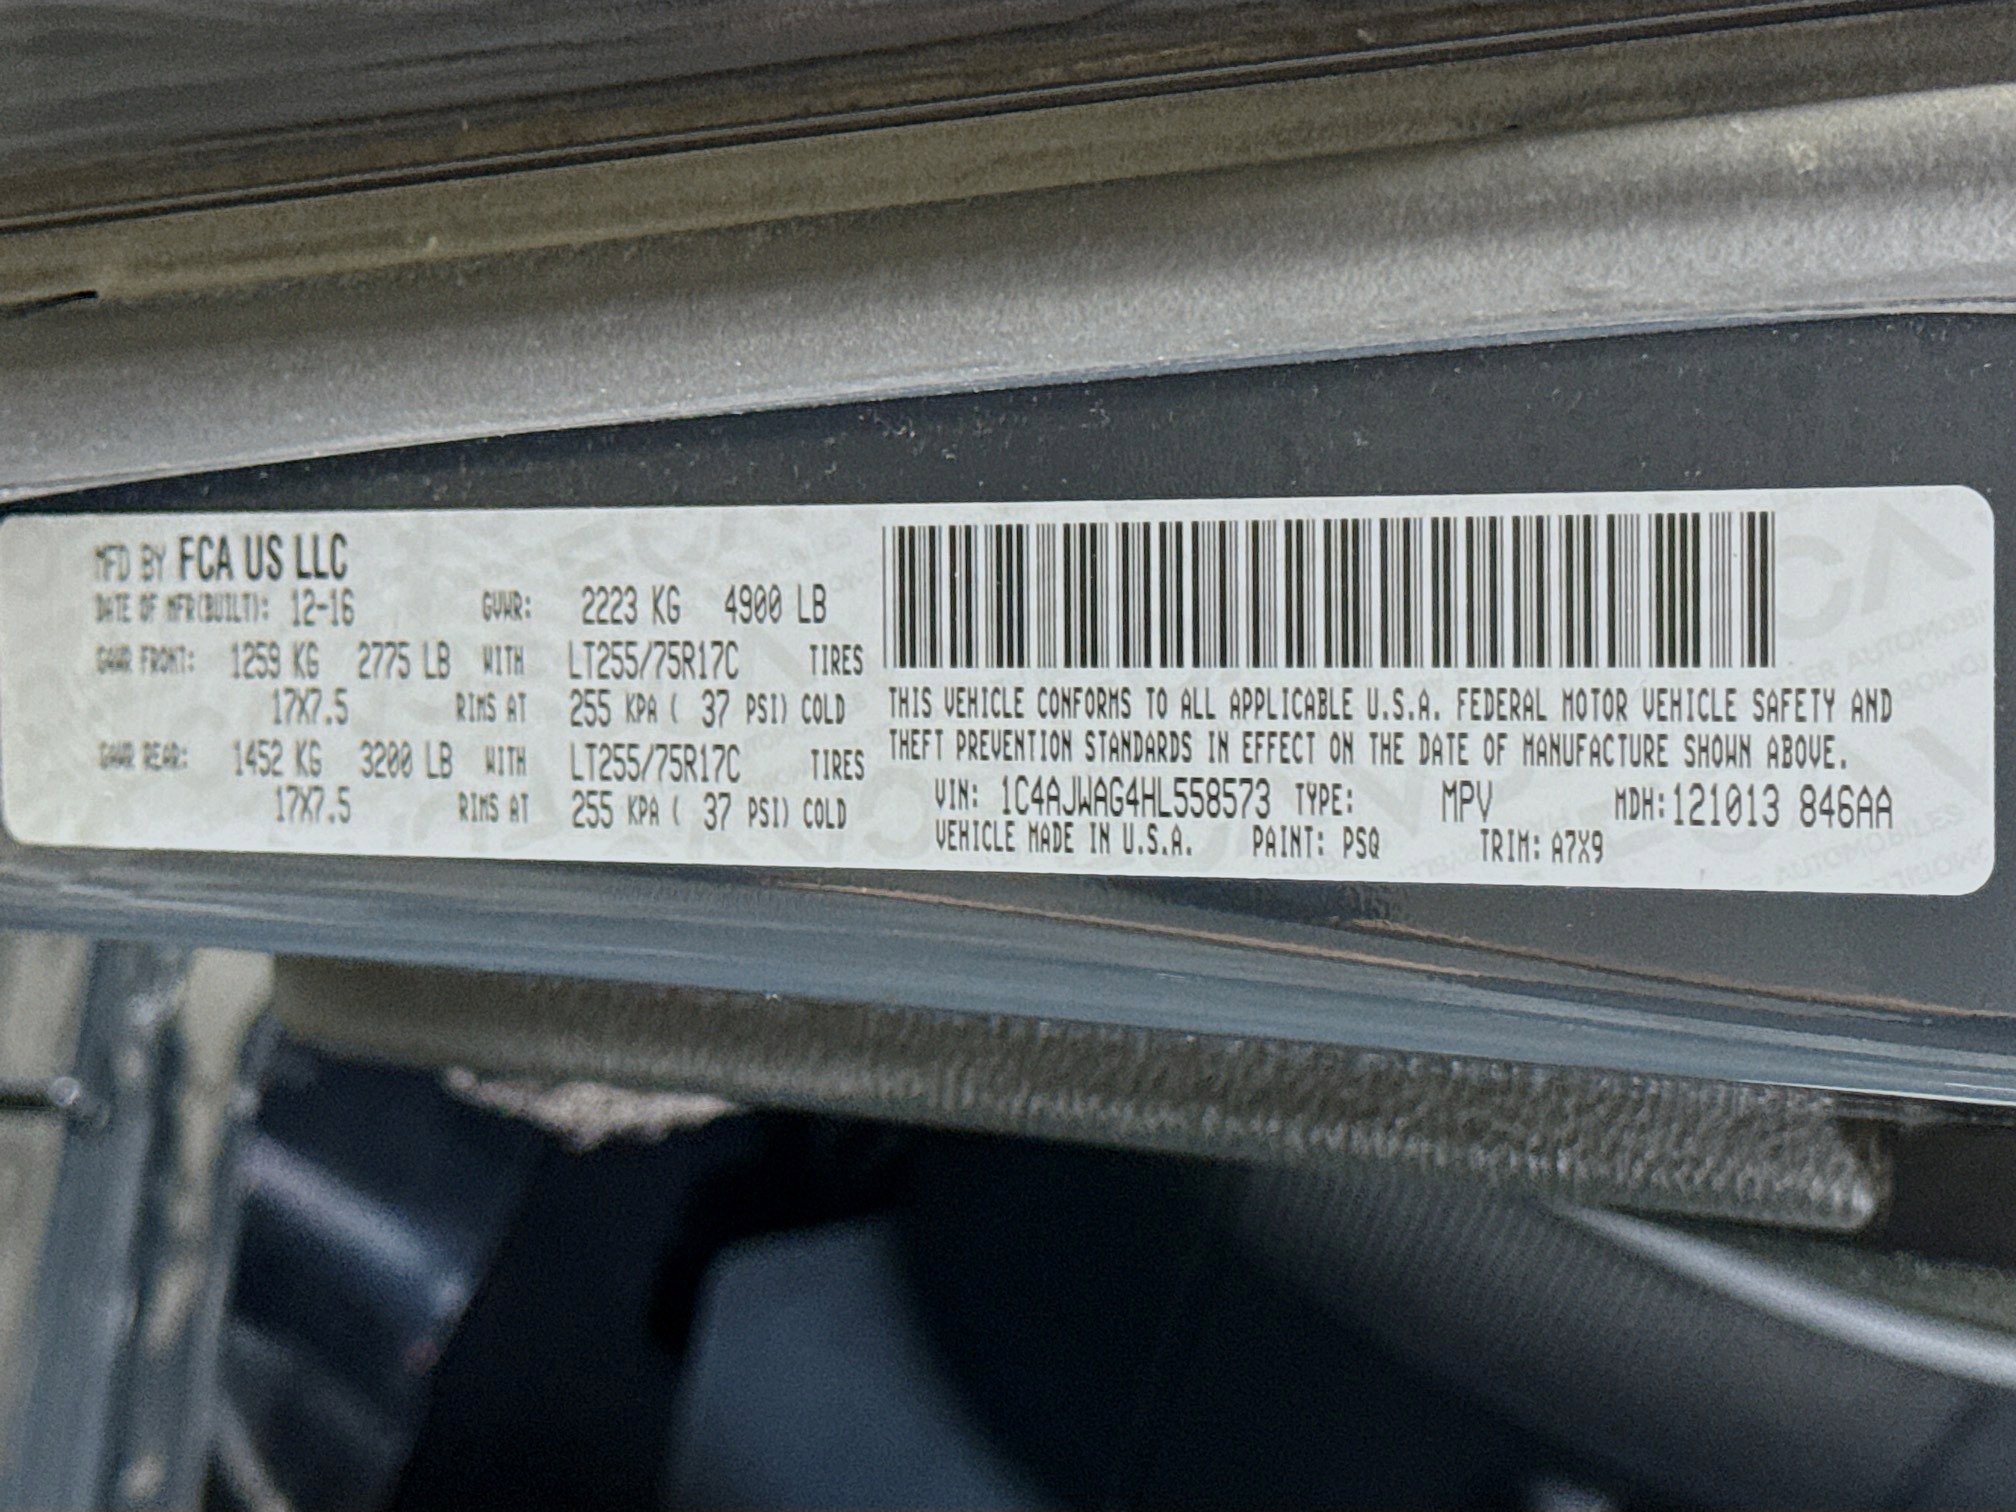 MFD BY FCA US LLC
DATE OF MFR(BUILT): 12-16 GVWR: 2223 KG 4900 LB
GAWR FRONT: 1259 KG 2775 LB WITH LT255/75R17C TIRES
17X7.5 RIMS AT 255 KPA ( 37 PSI) COLD
GAWR REAR: 1452 KG 3200 LB WITH LT255/75R17C TIRES
17X7.5 RIMS AT 255 KPA ( 37 PSI) COLD
THIS VEHICLE CONFORMS TO ALL APPLICABLE U.S.A. FEDERAL MOTOR VEHICLE SAFETY AND
THEFT PREVENTION STANDARDS IN EFFECT ON THE DATE OF MANUFACTURE SHOWN ABOVE.
VIN: 1C4AJWAG4HL558573 TYPE: MPV MDH:121013 846AA
VEHICLE MADE IN U.S.A. PAINT: PSQ TRIM: A7X9